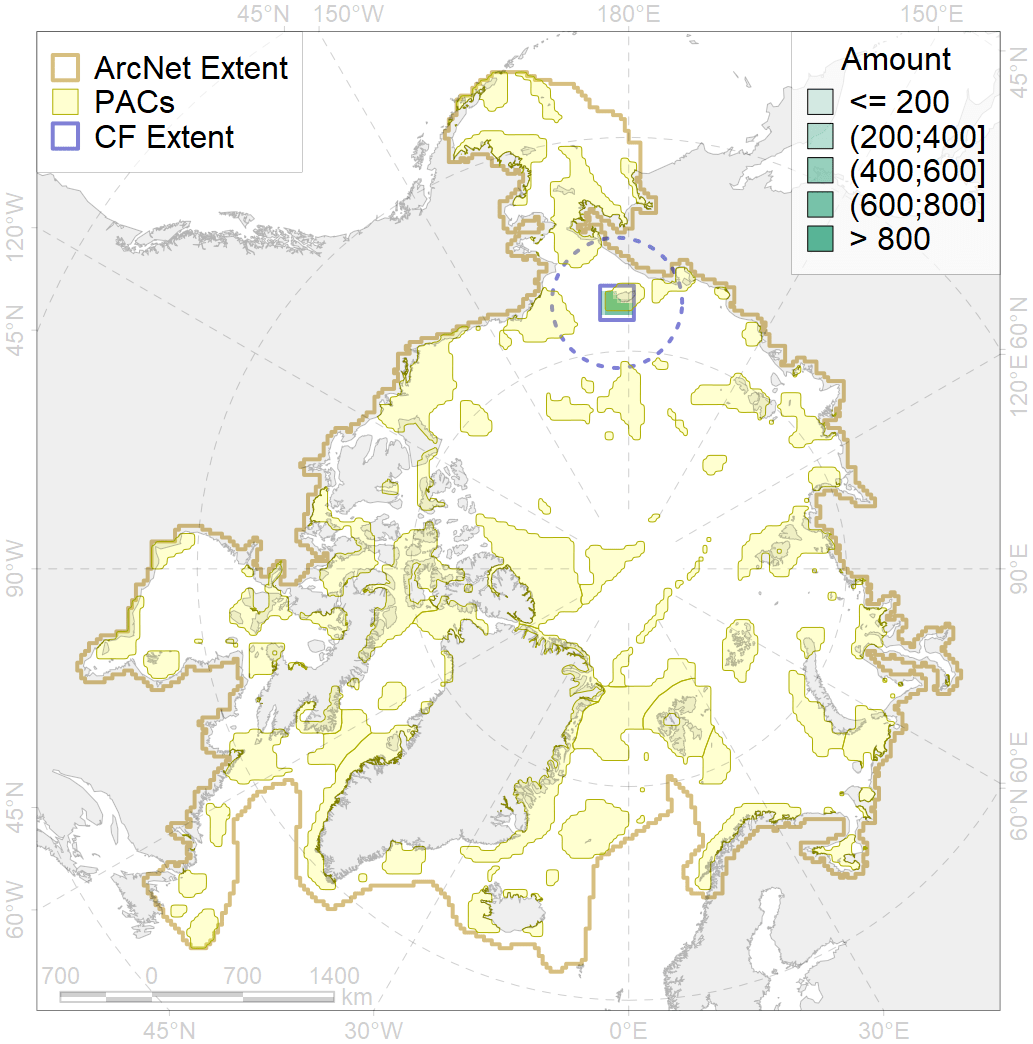 45°N 150°W 180°E 150°E
ArcNet Extent
PACs
CF Extent
Amount
<= 200
(200;400]
(400;600]
(600;800]
> 800
45°N
120°W
45°N
90°W
45°N
60°W
60°N
120°E
90°E
60°E
60°N
700 0 700 1400
km
45°N 30°W 0°E 30°E